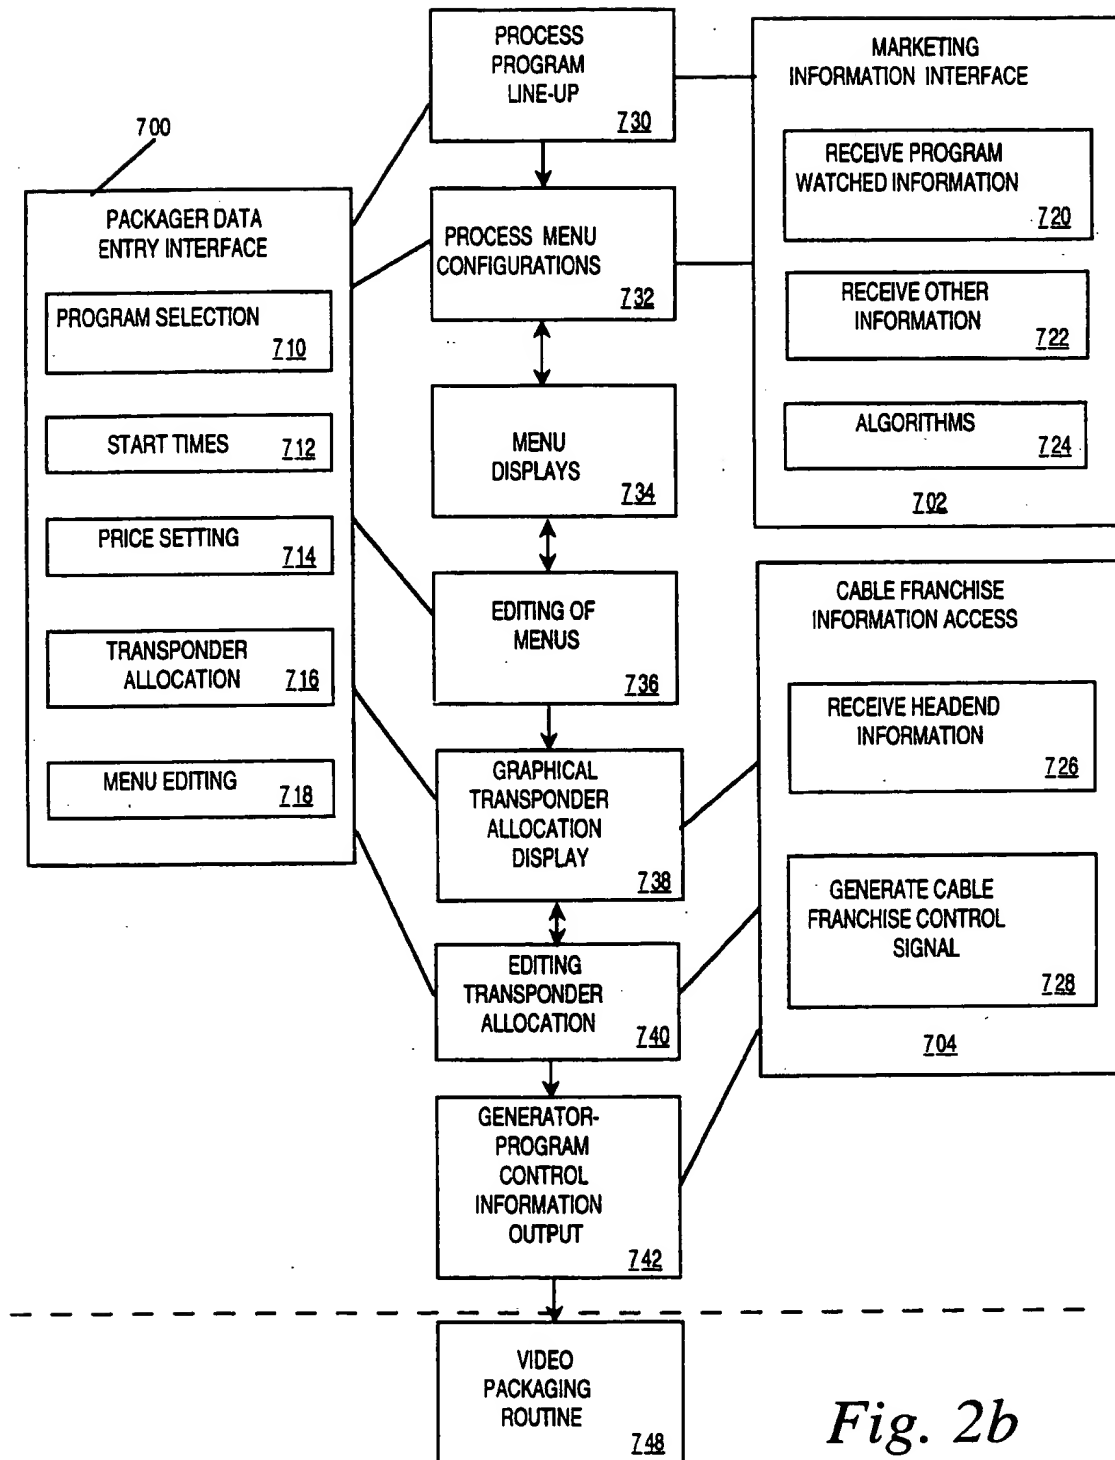 700
PACKAGER DATA
ENTRY INTERFACE
PROGRAM SELECTION
710
START TIMES
712
PRICE SETTING
714
TRANSPONDER
ALLOCATION
716
MENU EDITING
718
PROCESS
PROGRAM
LINE-UP
730
PROCESS MENU
CONFIGURATIONS
732
MENU
DISPLAYS
734
EDITING OF
MENUS
736
GRAPHICAL
TRANSPONDER
ALLOCATION
DISPLAY
738
EDITING
TRANSPONDER
ALLOCATION
740
GENERATOR-
PROGRAM
CONTROL
INFORMATION
OUTPUT
742
VIDEO
PACKAGING
ROUTINE
748
MARKETING
INFORMATION INTERFACE
RECEIVE PROGRAM
WATCHED INFORMATION
720
RECEIVE OTHER
INFORMATION
722
ALGORITHMS
724
702
CABLE FRANCHISE
INFORMATION ACCESS
RECEIVE HEADEND
INFORMATION
726
GENERATE CABLE
FRANCHISE CONTROL
SIGNAL
728
704
Fig. 2b